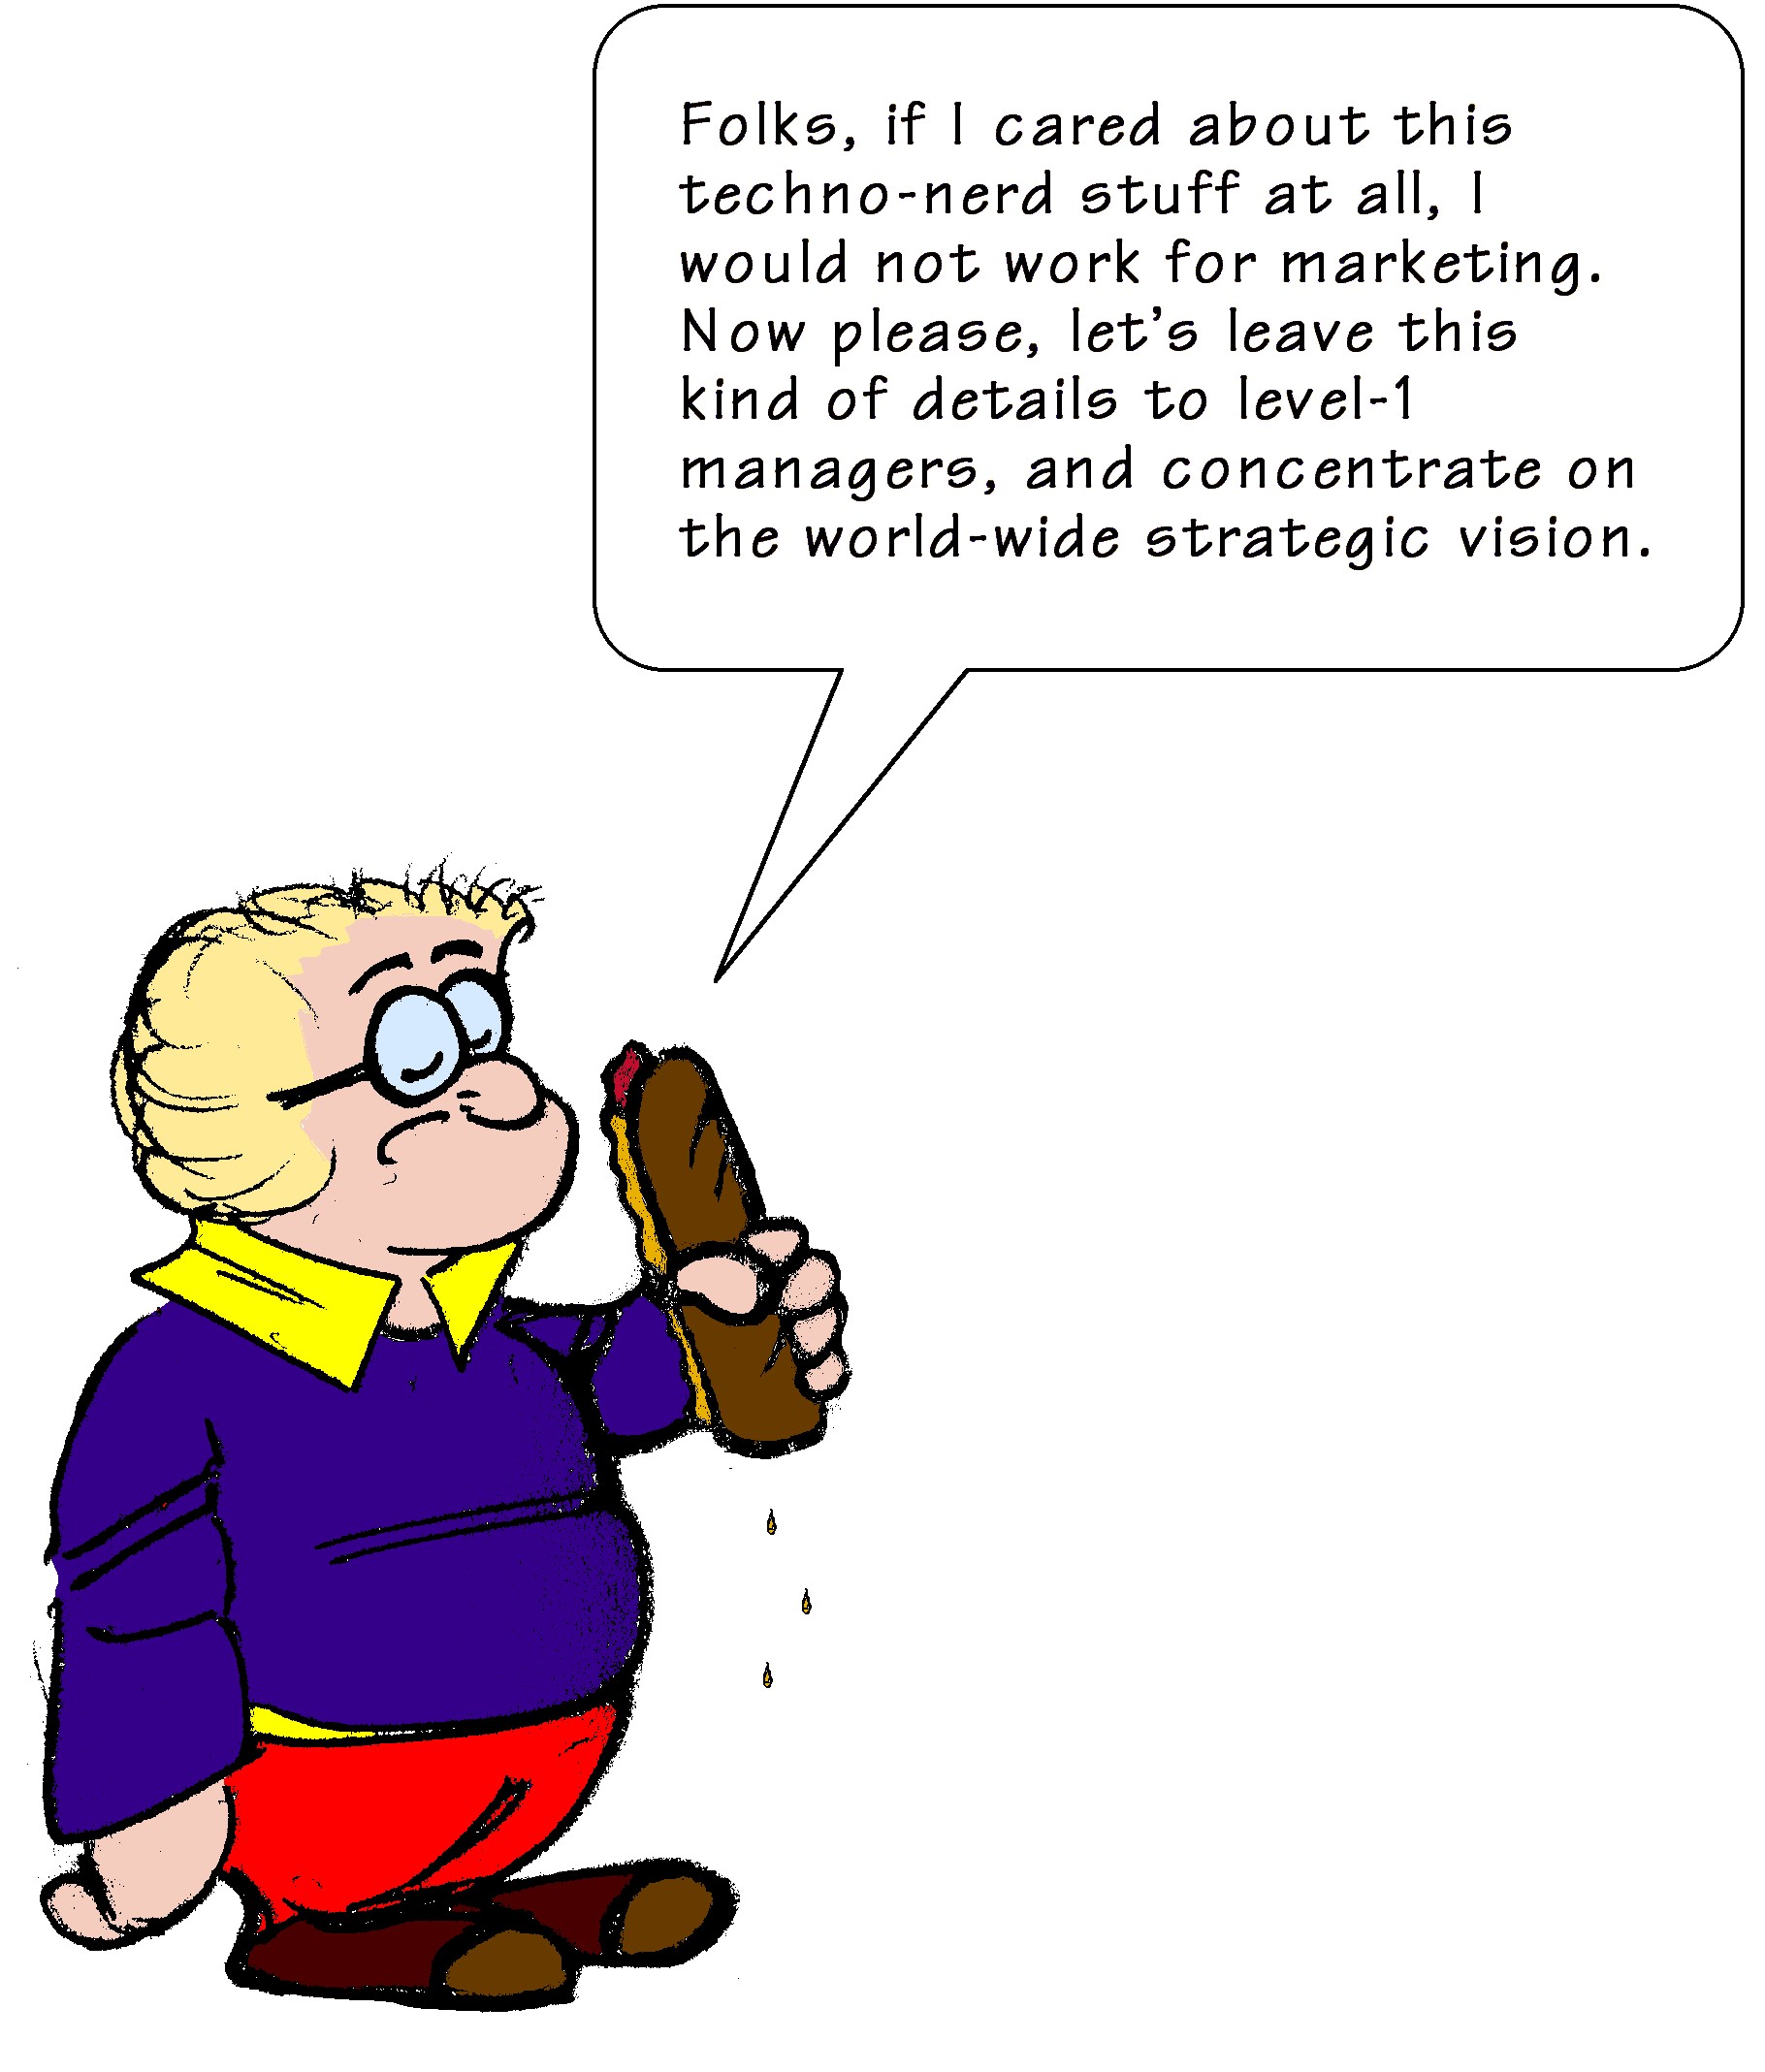 Folks, if I cared about this
techno-nerd stuff at all, I
would not work for marketing.
Now please, let's leave this
kind of details to level-1
managers, and concentrate on
the world-wide strategic vision.